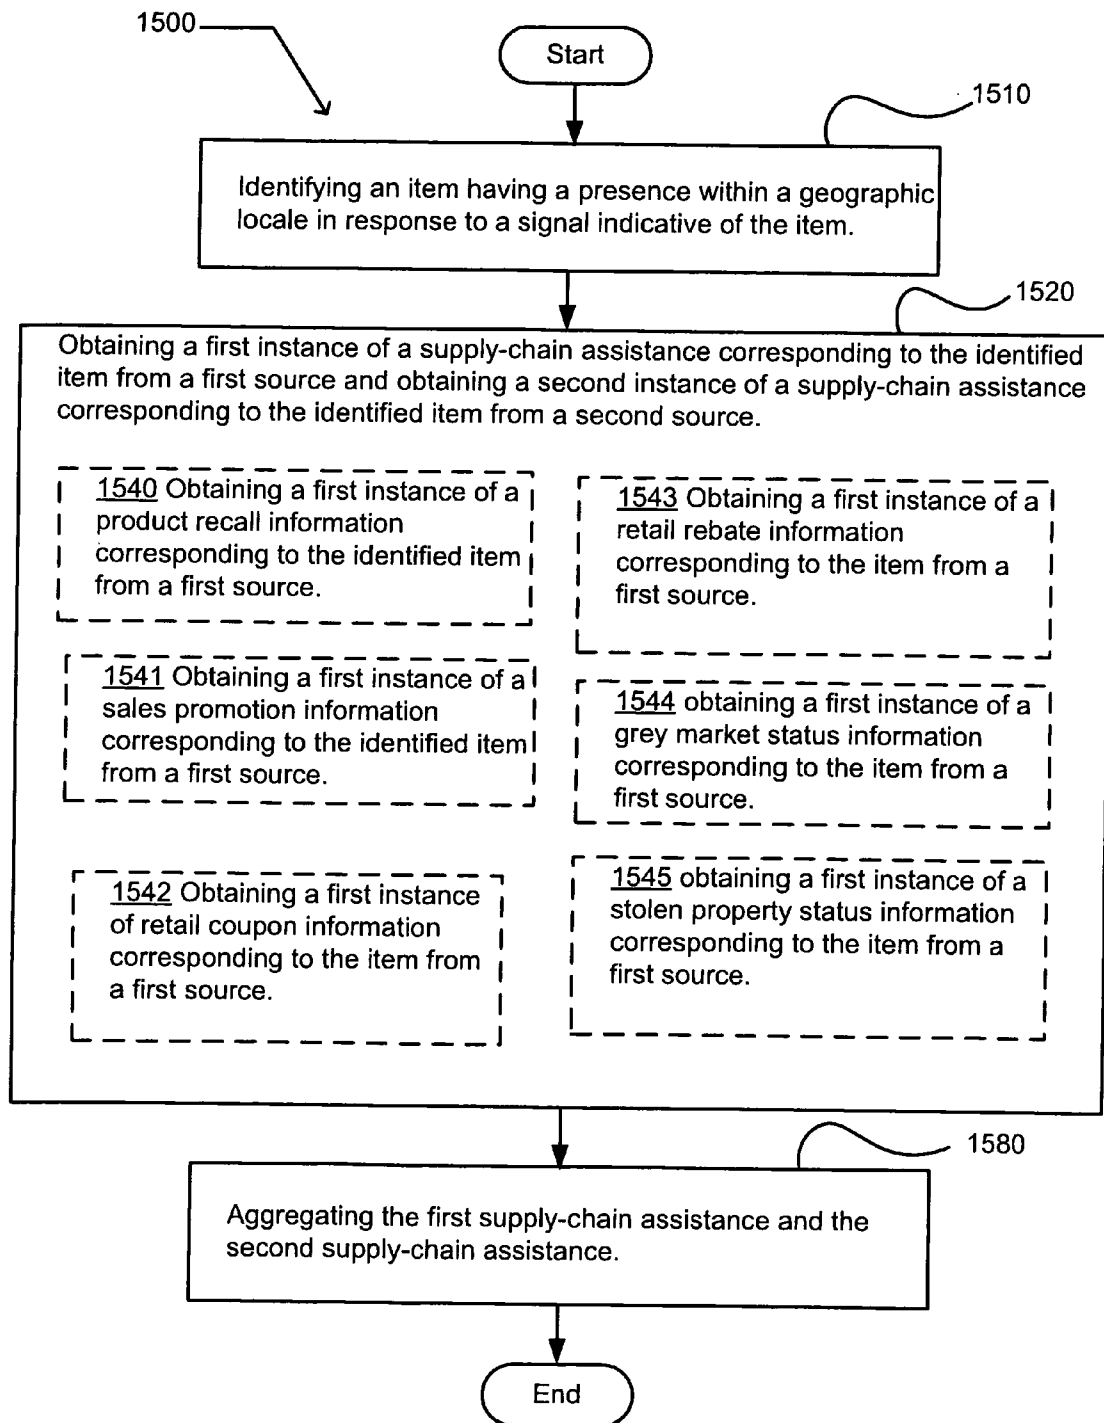 1500
Start
1510
Identifying an item having a presence within a geographic
locale in response to a signal indicative of the item.
1520
Obtaining a first instance of a supply-chain assistance corresponding to the identified
item from a first source and obtaining a second instance of a supply-chain assistance
corresponding to the identified item from a second source.
1540 Obtaining a first instance of a
product recall information
corresponding to the identified item
from a first source.
1543 Obtaining a first instance of a
retail rebate information
corresponding to the item from a
first source.
1541 Obtaining a first instance of a
sales promotion information
corresponding to the identified item
from a first source.
1544 obtaining a first instance of a
grey market status information
corresponding to the item from a
first source.
1542 Obtaining a first instance
of retail coupon information
corresponding to the item from
a first source.
1545 obtaining a first instance of a
stolen property status information
corresponding to the item from a
first source.
1580
Aggregating the first supply-chain assistance and the
second supply-chain assistance.
End